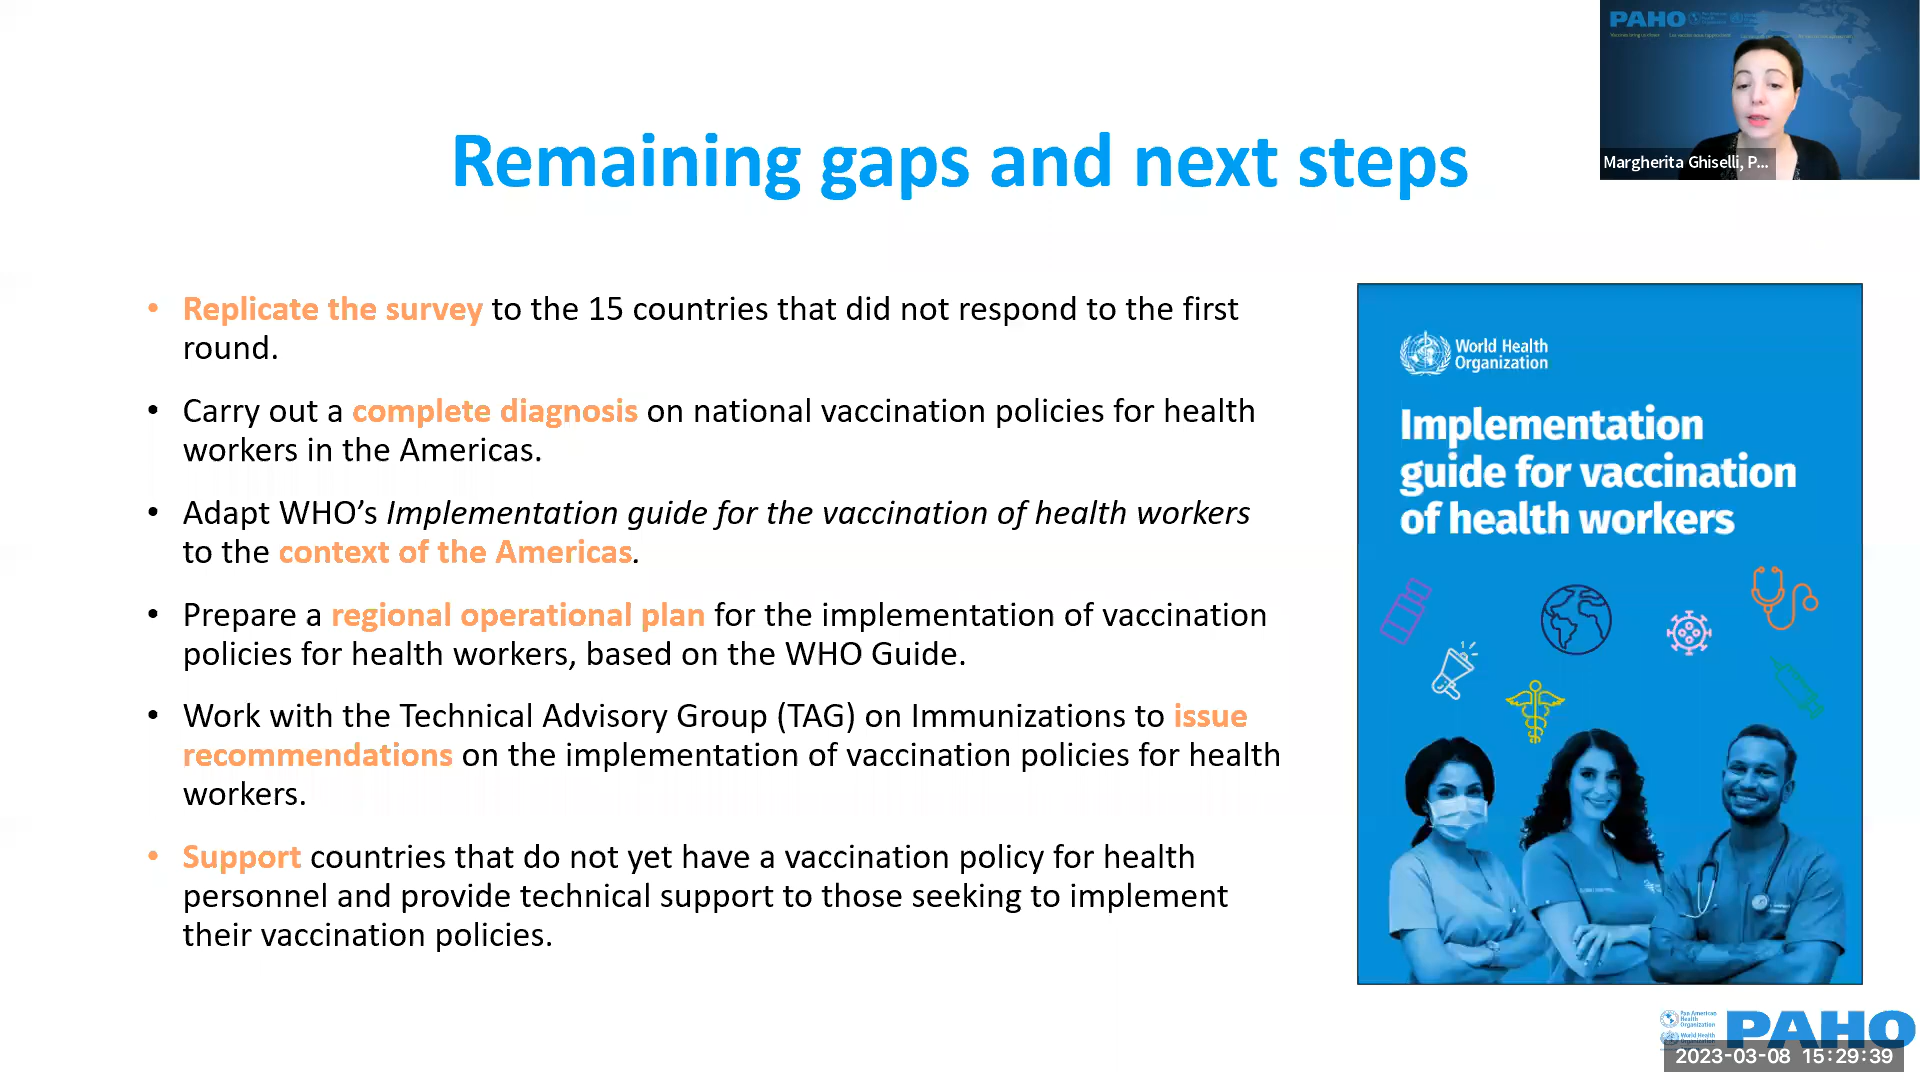 PAHO
Margherita Ghiselli, P...
Remaining gaps and next steps
• Replicate the survey to the 15 countries that did not respond to the first
round.
• Carry out a complete diagnosis on national vaccination policies for health
workers in the Americas.
• Adapt WHO’s Implementation guide for the vaccination of health workers
to the context of the Americas.
• Prepare a regional operational plan for the implementation of vaccination
policies for health workers, based on the WHO Guide.
• Work with the Technical Advisory Group (TAG) on Immunizations to issue
recommendations on the implementation of vaccination policies for health
workers.
• Support countries that do not yet have a vaccination policy for health
personnel and provide technical support to those seeking to implement
their vaccination policies.
World Health
Organization
Implementation
guide for vaccination
of health workers
Pan American
Health
Organization
World Health
Organization
PAHO
2023-03-08 15:29:39